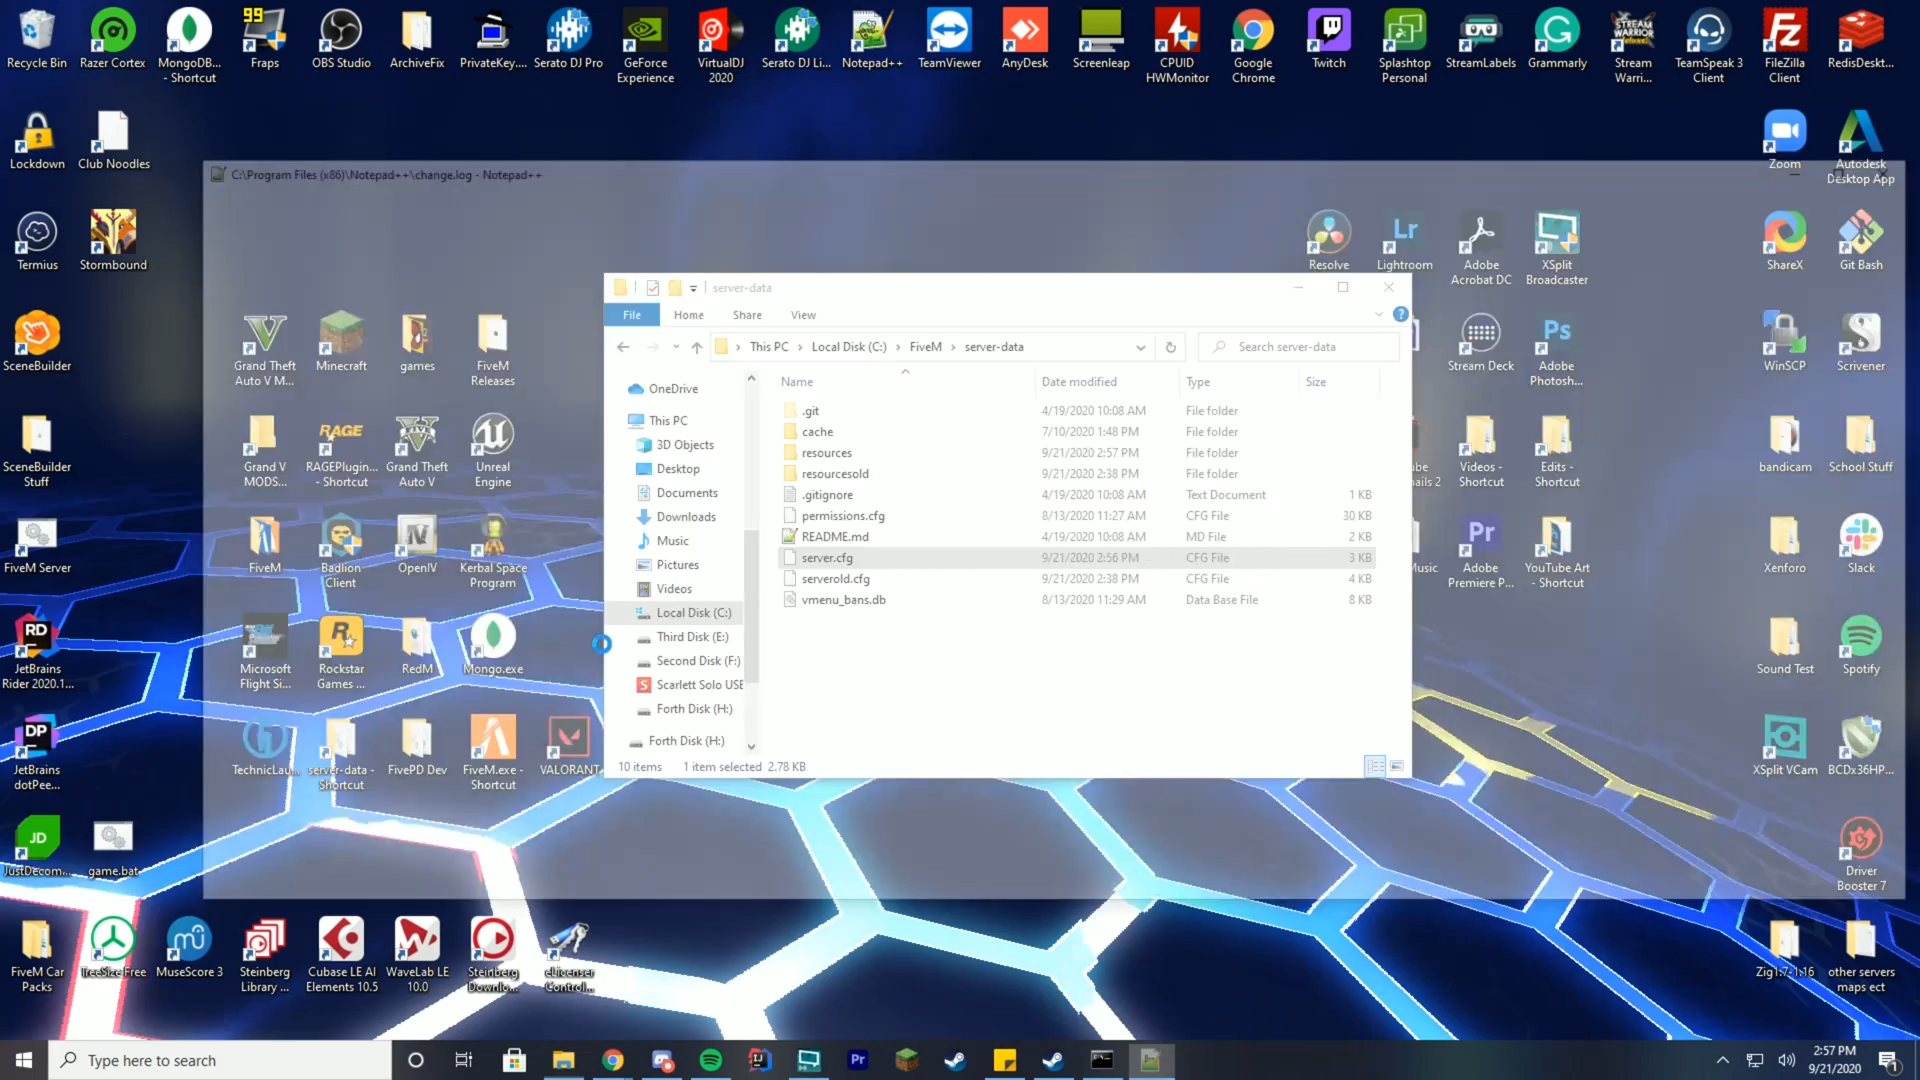 99
Recycle Bin
Razer Cortex
MongoDB...
- Shortcut
Fraps
OBS Studio
ArchiveFix
PrivateKey....
Serato DJ Pro
GeForce
Experience
VirtualDJ
2020
Serato DJ Li...
Notepad++
TeamViewer
AnyDesk
Screenleap
CPUID
HWMonitor
Google
Chrome
Twitch
Splashtop
Personal
StreamLabels
Grammarly
Stream
Warri...
TeamSpeak 3
Client
FileZilla
Client
RedisDeskt...
Lockdown
Club Noodles
Zoom
Autodesk
Desktop App
C:\Program Files (x86)\Notepad++\change.log - Notepad++
Termius
Stormbound
Resolve
Lightroom
Adobe
Acrobat DC
XSplit
Broadcaster
ShareX
Git Bash
server-data
File
Home
Share
View
This PC > Local Disk (C:) > FiveM > server-data
Search server-data
Name
Date modified
Type
Size
.git 4/19/2020 10:08 AM File folder
cache 7/10/2020 1:48 PM File folder
resources 9/21/2020 2:57 PM File folder
resourcesold 9/21/2020 2:38 PM File folder
.gitignore 4/19/2020 10:08 AM Text Document 1 KB
permissions.cfg 8/13/2020 11:27 AM CFG File 30 KB
README.md 4/19/2020 10:08 AM MD File 2 KB
server.cfg 9/21/2020 2:56 PM CFG File 3 KB
serverold.cfg 9/21/2020 2:38 PM CFG File 4 KB
vmenu_bans.db 8/13/2020 11:29 AM Data Base File 8 KB
OneDrive
This PC
3D Objects
Desktop
Documents
Downloads
Music
Pictures
Videos
Local Disk (C:)
Third Disk (E:)
Second Disk (F:)
Scarlett Solo USE
Forth Disk (H:)
Forth Disk (H:)
10 items
1 item selected 2.78 KB
SceneBuilder
Grand Theft
Auto V M...
Minecraft
games
FiveM
Releases
Stream Deck
Adobe
Photosh...
WinSCP
Scrivener
SceneBuilder
Stuff
Grand V
MODS...
RAGEPlugin...
- Shortcut
Grand Theft
Auto V
Unreal
Engine
Videos -
Shortcut
Edits -
Shortcut
bandicam
School Stuff
FiveM Server
FiveM
Badlion
Client
OpenIV
Kerbal Space
Program
Adobe
Premiere P...
YouTube Art
- Shortcut
Xenforo
Slack
JetBrains
Rider 2020.1...
Microsoft
Flight Si...
Rockstar
Games ...
RedM
Mongo.exe
Sound Test
Spotify
JetBrains
dotPee...
TechnicLau...
server-data -
Shortcut
FivePD Dev
FiveM.exe -
Shortcut
VALORANT
XSplit VCam
BCDx36HP...
JustDecom...
game.bat
Driver
Booster 7
FiveM Car
Packs
TreeSize Free
MuseScore 3
Steinberg
Library ...
Cubase LE AI
Elements 10.5
WaveLab LE
10.0
Steinberg
Downlo...
eLicenser
Control...
Zig1.7-1.16
other servers
maps ect
Type here to search
2:57 PM
9/21/2020